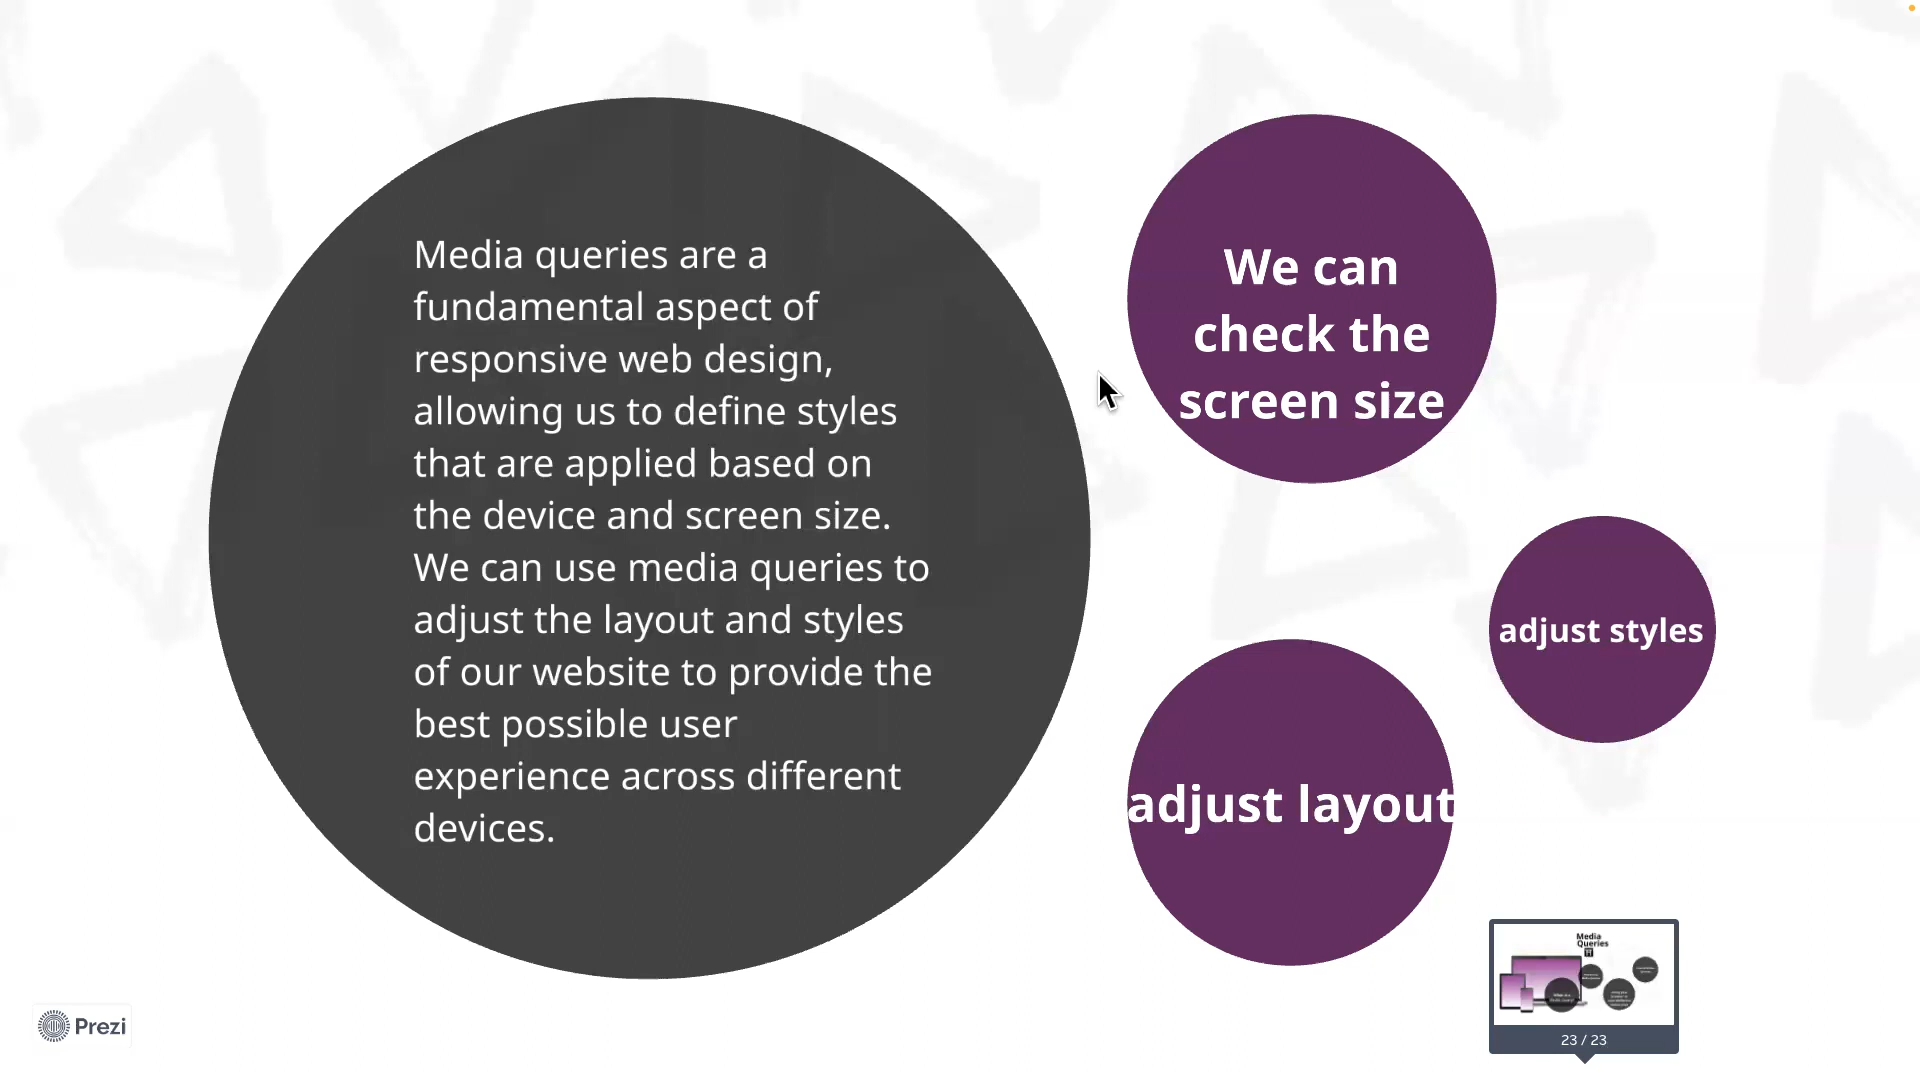 Media queries are a
fundamental aspect of
responsive web design,
allowing us to define styles
that are applied based on
the device and screen size.
We can use media queries to
adjust the layout and styles
of our website to provide the
best possible user
experience across different
devices.
We can
check the
screen size
adjust styles
adjust layout
Media
Queries
23 / 23
Prezi